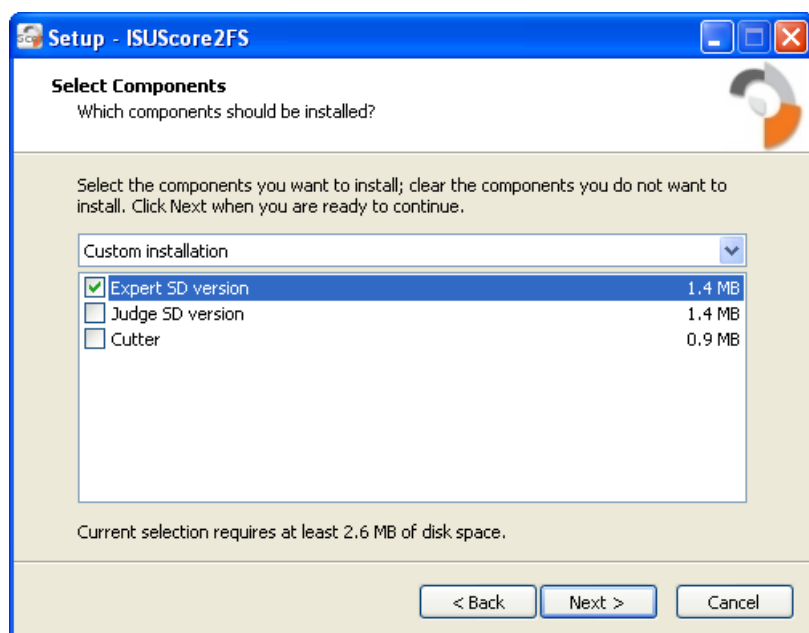 Setup - ISUScore2FS
Select Components
Which components should be installed?
Select the components you want to install; clear the components you do not want to
install. Click Next when you are ready to continue.
Custom installation
Expert SD version 1.4 MB
Judge SD version 1.4 MB
Cutter 0.9 MB
Current selection requires at least 2.6 MB of disk space.
< Back Next > Cancel